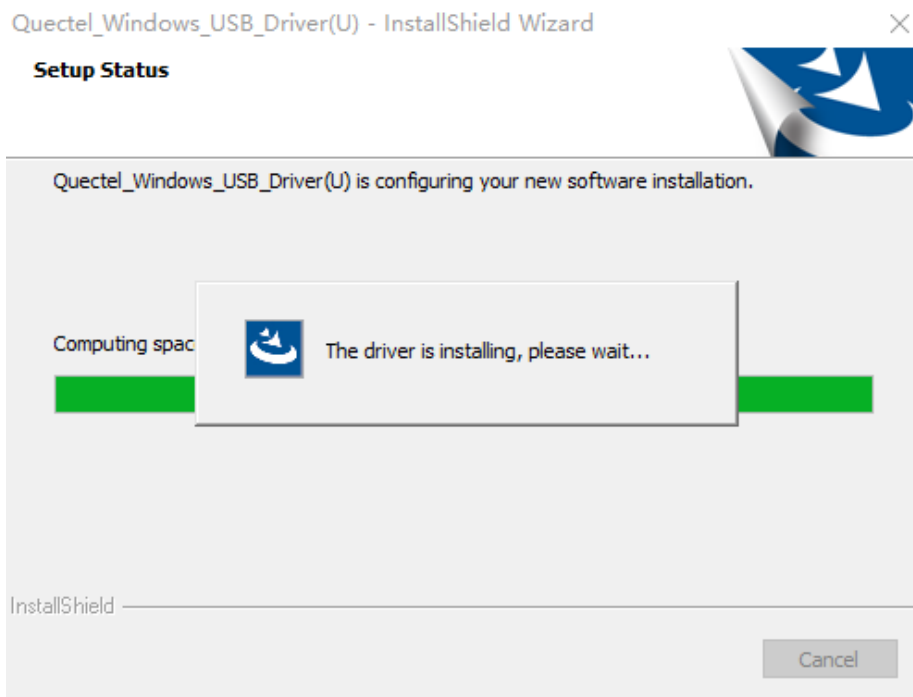 Quectel_Windows_USB_Driver(U) - InstallShield Wizard
Setup Status
Quectel_Windows_USB_Driver(U) is configuring your new software installation.
Computing
The driver is installing, please wait...
InstallShield
Cancel